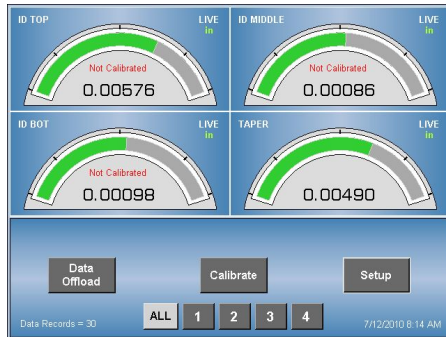 ID TOP LIVE
in
Not Calibrated
0.00576
ID MIDDLE LIVE
in
Not Calibrated
0.00086
ID BOT LIVE
in
Not Calibrated
0.00098
TAPER LIVE
in
0.00490
Data
Offload
Calibrate
Setup
ALL 1 2 3 4
Data Records = 30
7/12/2010 8:14 AM